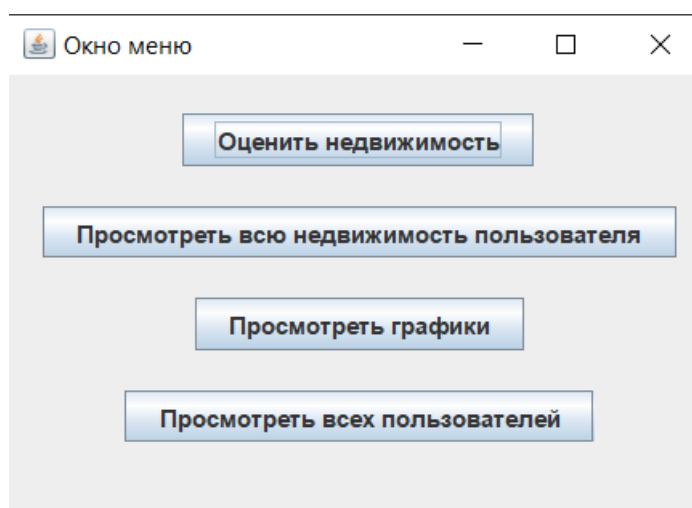 Окно меню
Оценить недвижимость
Просмотреть всю недвижимость пользователя
Просмотреть графики
Просмотреть всех пользователей